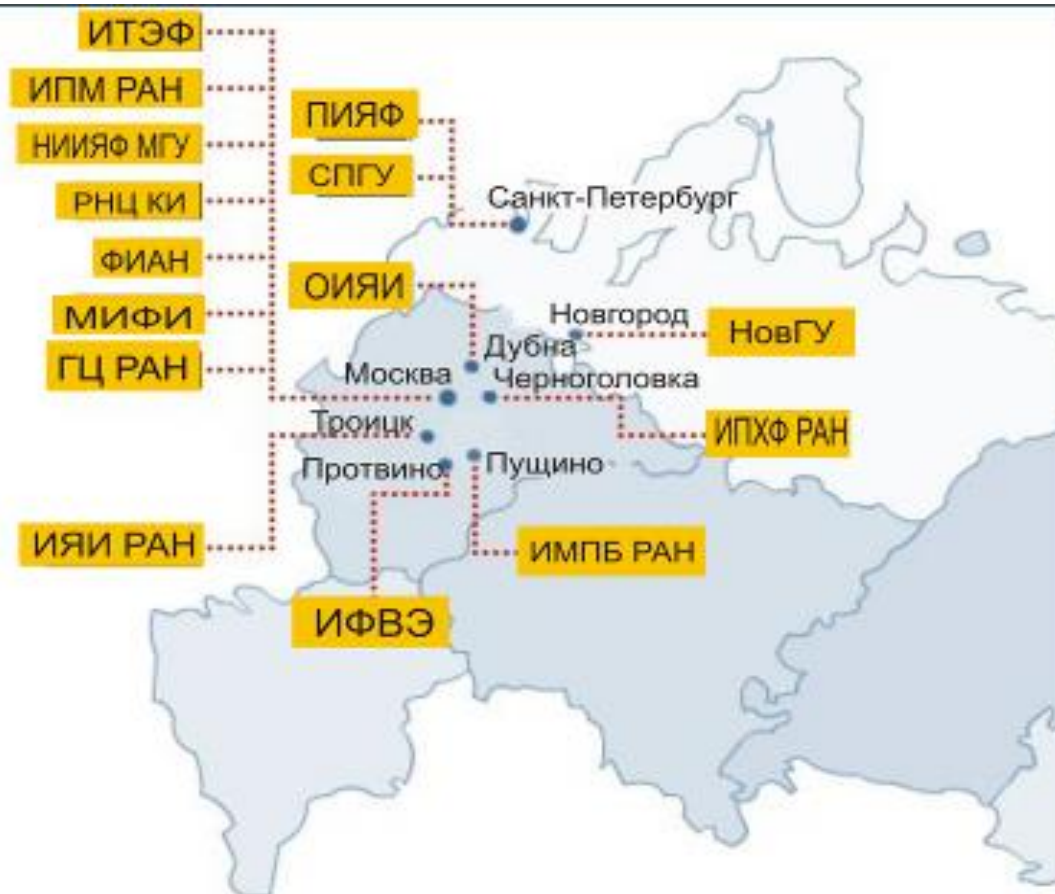 ИТЭФ
ИПМ РАН
НИИЯФ МГУ
РНЦ КИ
ФИАН
МИФИ
ГЦ РАН
ПИЯФ
СПГУ
Санкт-Петербург
ОИЯИ
Новгород
НовГУ
Дубна
Москва
Черноголовка
ИПХФ РАН
Троицк
Протвино
Пущино
ИЯИ РАН
ИМПБ РАН
ИФВЭ